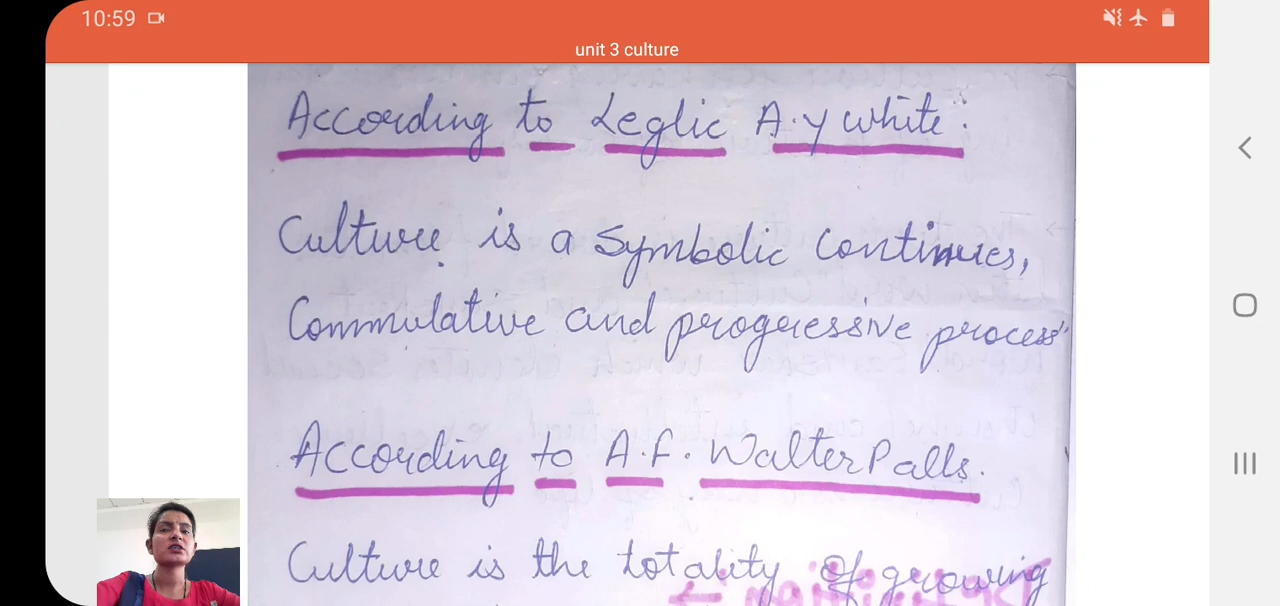 10:59
unit 3 culture
According to Leglic A.y white.
Culture is a Symbolic Continues,
Commulative and progressive process
According to A.F. Walter Palls.
Culture is the totality of growing